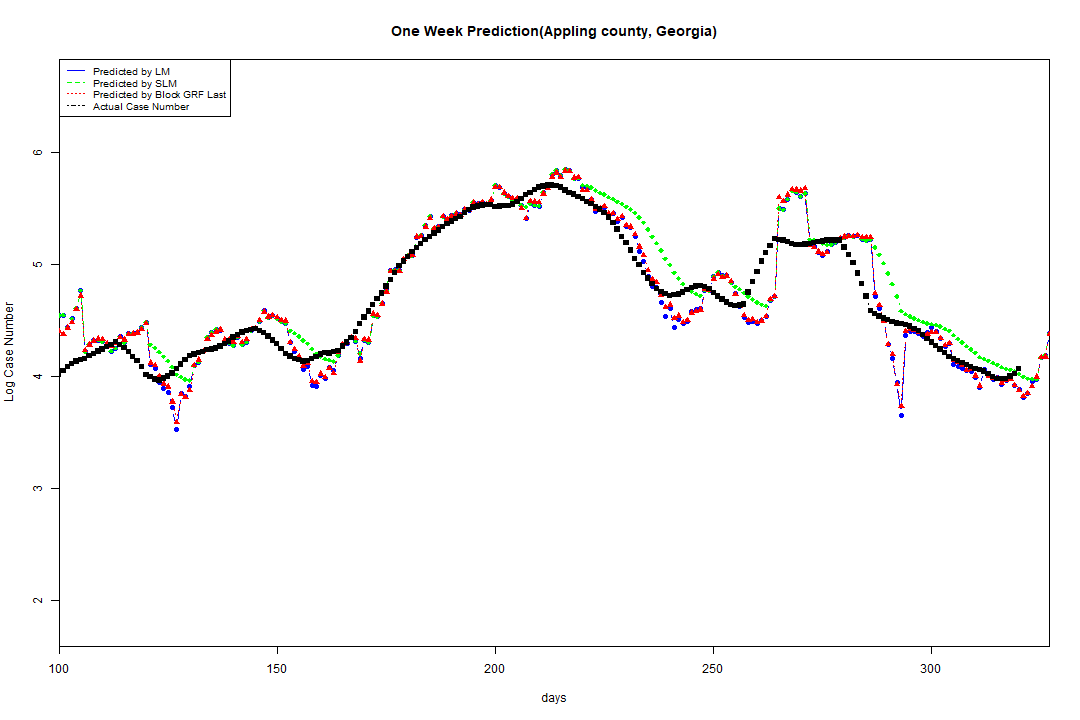 One Week Prediction(Appling county, Georgia)
Predicted by LM
Predicted by SLM
Predicted by Block GRF Last
Actual Case Number
6
5
4
3
2
Log Case Number
100 150 200 250 300
days